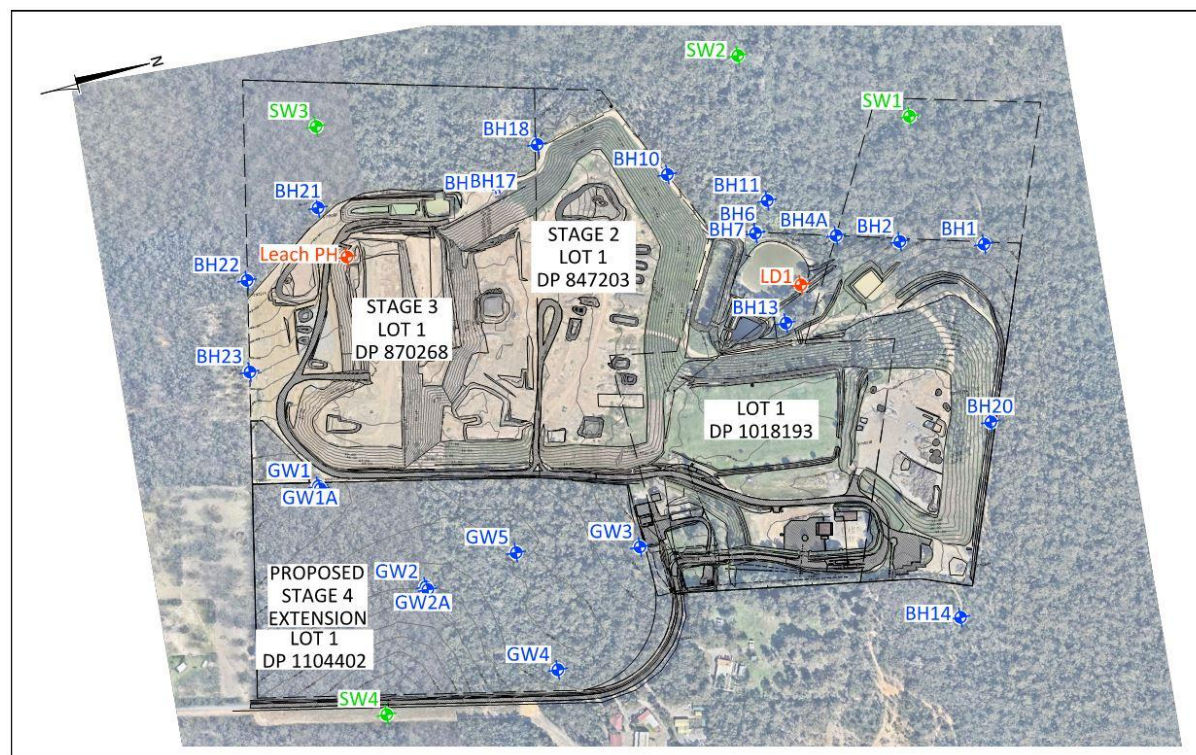 N
SW2
SW1
SW3
BH18
BH10
BH
BH17
BH21
BH11
BH6
BH7
BH4A
BH2
BH1
Leach PH
STAGE 2
LOT 1
DP 847203
BH22
LD1
STAGE 3
LOT 1
DP 870268
BH13
BH23
LOT 1
DP 1018193
BH20
GW1
GW1A
GW5
GW3
GW2
GW2A
PROPOSED
STAGE 4
EXTENSION
LOT 1
DP 1104402
BH14
GW4
SW4